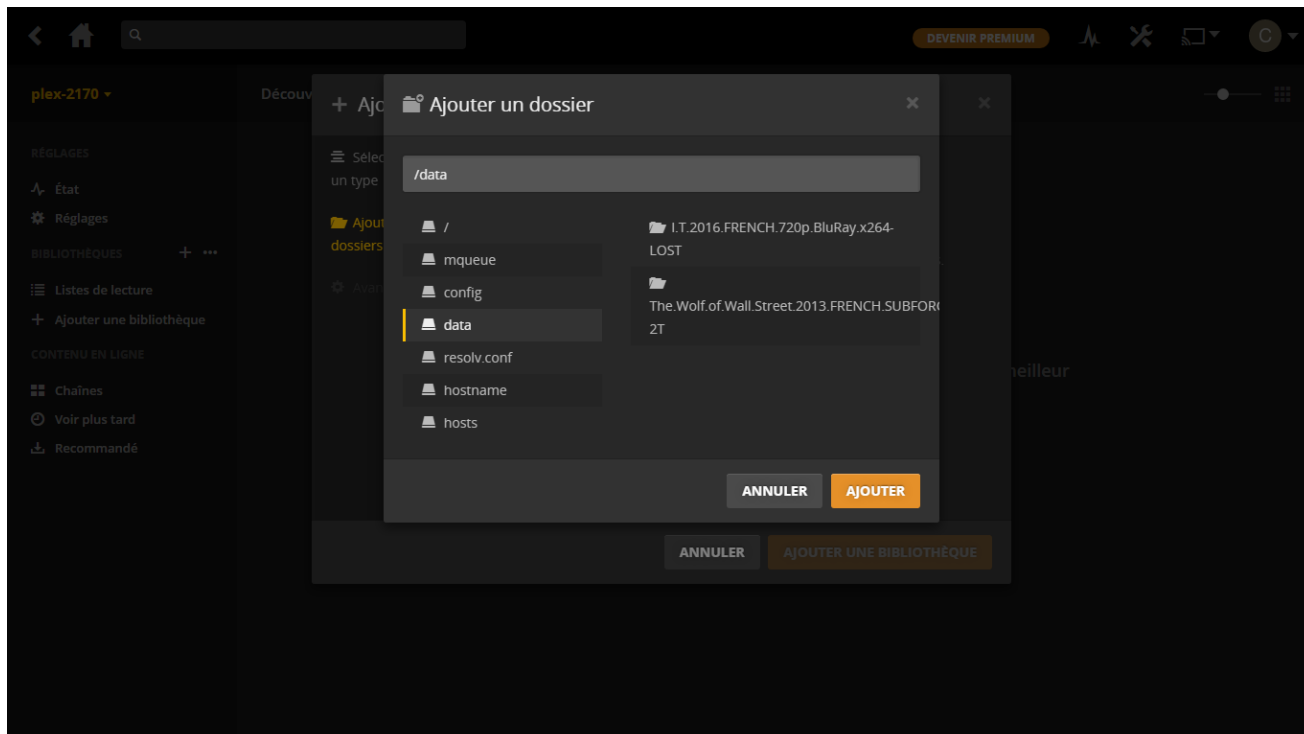 DEVENIR PREMIUM
C
plex-2170
Découv
+ Ajo
Ajouter un dossier
RÉGLAGES
État
Réglages
BIBLIOTHÈQUES
Listes de lecture
+ Ajouter une bibliothèque
CONTENU EN LIGNE
Chaînes
Voir plus tard
Recommandé
Sélec
un type
Ajout
dossiers
Avan
/data
/
mqueue
config
data
resolv.conf
hostname
hosts
I.T.2016.FRENCH.720p.BluRay.x264-
LOST
The.Wolf.of.Wall.Street.2013.FRENCH.SUBFORC
2T
neilleur
ANNULER
AJOUTER
ANNULER
AJOUTER UNE BIBLIOTHÈQUE